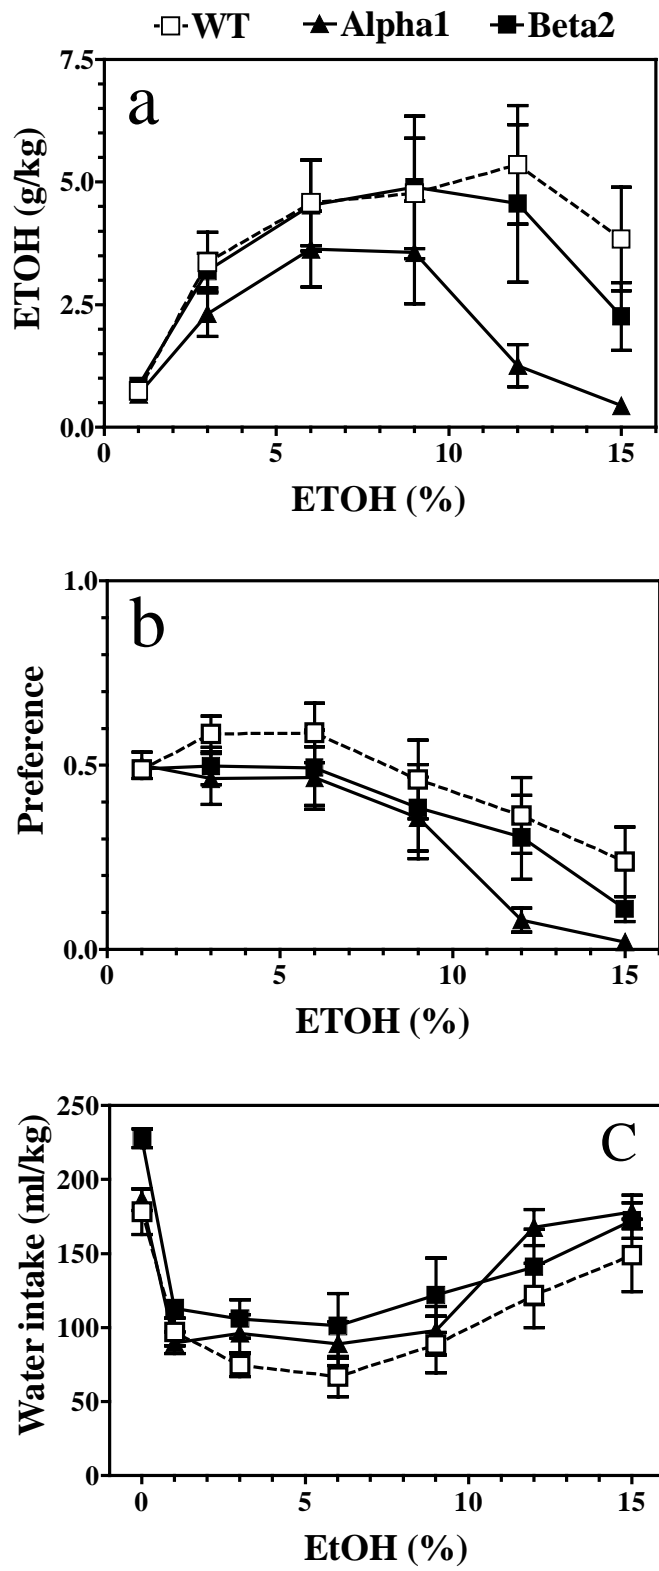 WT Alpha1 Beta2
a
ETOH (g/kg)
7.5
5.0
2.5
0.0
0 5 10 15
ETOH (%)
b
Preference
1.0
0.5
0.0
0 5 10 15
ETOH (%)
C
Water intake (ml/kg)
250
200
150
100
50
0
0 5 10 15
EtOH (%)